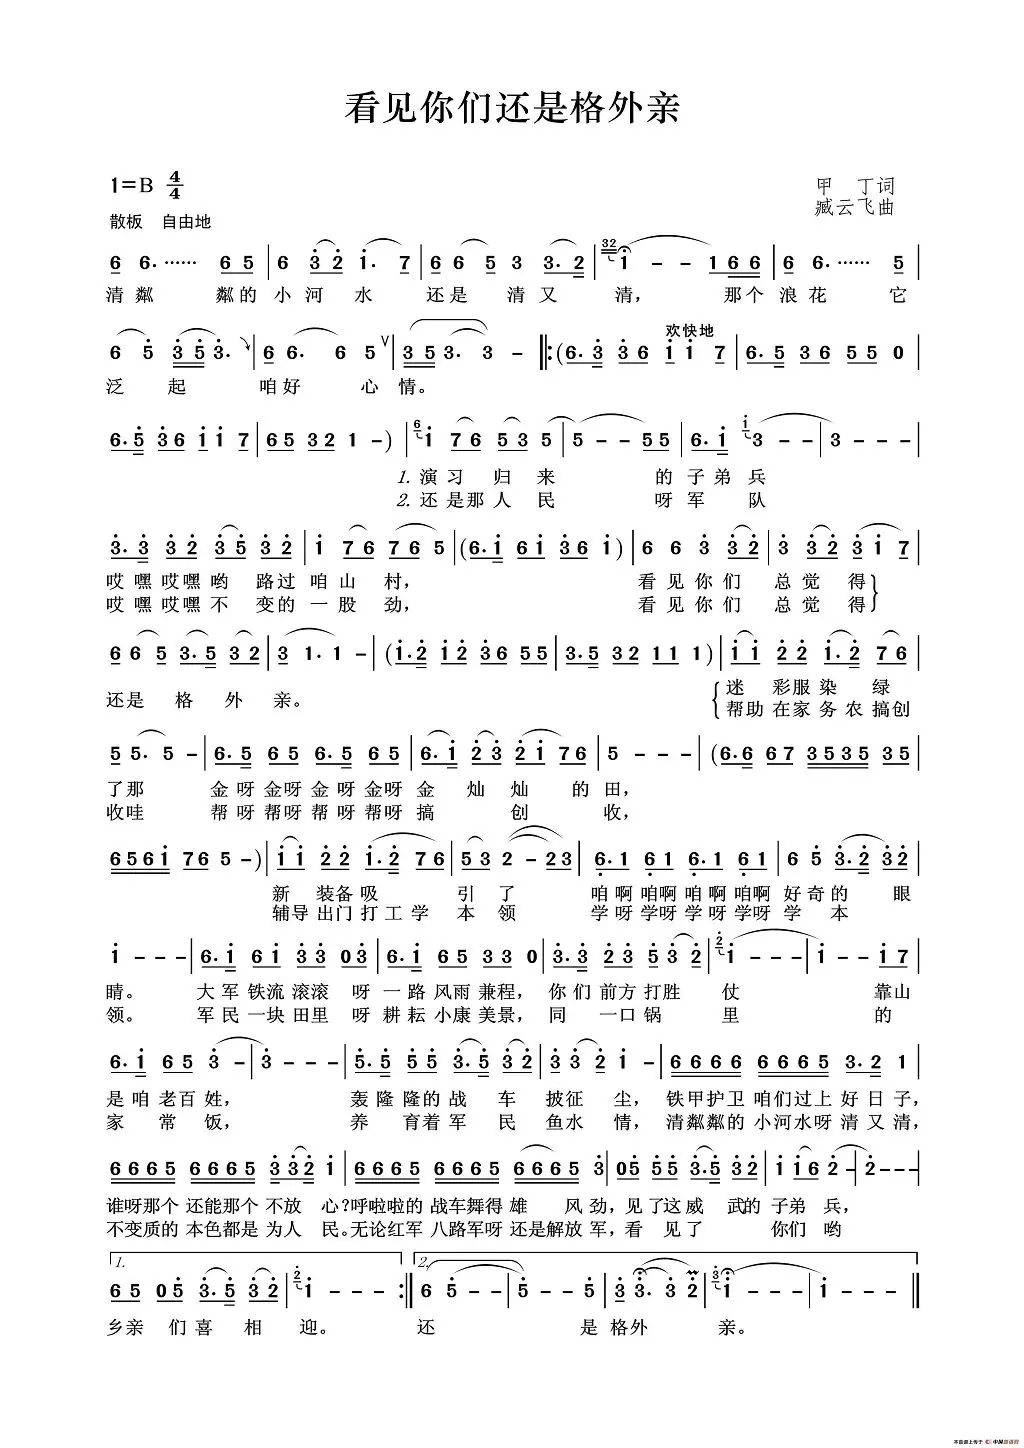 看见你们还是格外亲
1=B 4/4
甲 丁词
臧云飞曲
散板 自由地
清粼 粼的 小河 水 还是 清又 清， 那个 浪花 它
欢快地
泛 起 咱好 心 情。
1. 演习 归 来 的 子弟 兵
2. 还是那 人 民 呀 军 队
哎 嘿 哎嘿 哟 路过 咱山 村， 看见你们 总觉 得
哎 嘿 哎嘿 不 变的 一股 劲， 看见你们 总觉 得
还是 格 外 亲。
迷 彩服 染 绿
帮助 在家 务 农 搞创
了那 金呀 金呀 金呀 金呀 金 灿 灿 的 田，
收哇 帮呀 帮呀 帮呀 帮呀 搞 创 收，
新 装备 吸 引 了 咱啊 咱啊 咱啊 咱啊 好奇的 眼
辅导 出门 打 工 学 本 领 学呀 学呀 学呀 学呀 学 本
睛。 大军 铁流 滚滚 呀 一路 风雨 兼程， 你们 前方 打胜 仗 靠山
领。 军民 一块 田里 呀 耕耘 小康 美景， 同 一口 锅 里 的
是 咱 老百 姓， 轰隆 隆的 战 车 披征 尘， 铁甲护卫 咱们过上 好日子，
家 常 饭， 养 育着 军 民 鱼水 情， 清粼粼的 小河水呀 清又清，
谁呀那个 还能那个 不放 心？呼啦啦的 战车舞得 雄 风劲，见了这 威 武的 子弟 兵，
不变质的 本色都是 为人 民。无论红军 八路军呀 还是解放 军，看 见了 你们 哟
1. 2.
乡亲 们喜 相 迎。 还 是 格外 亲。